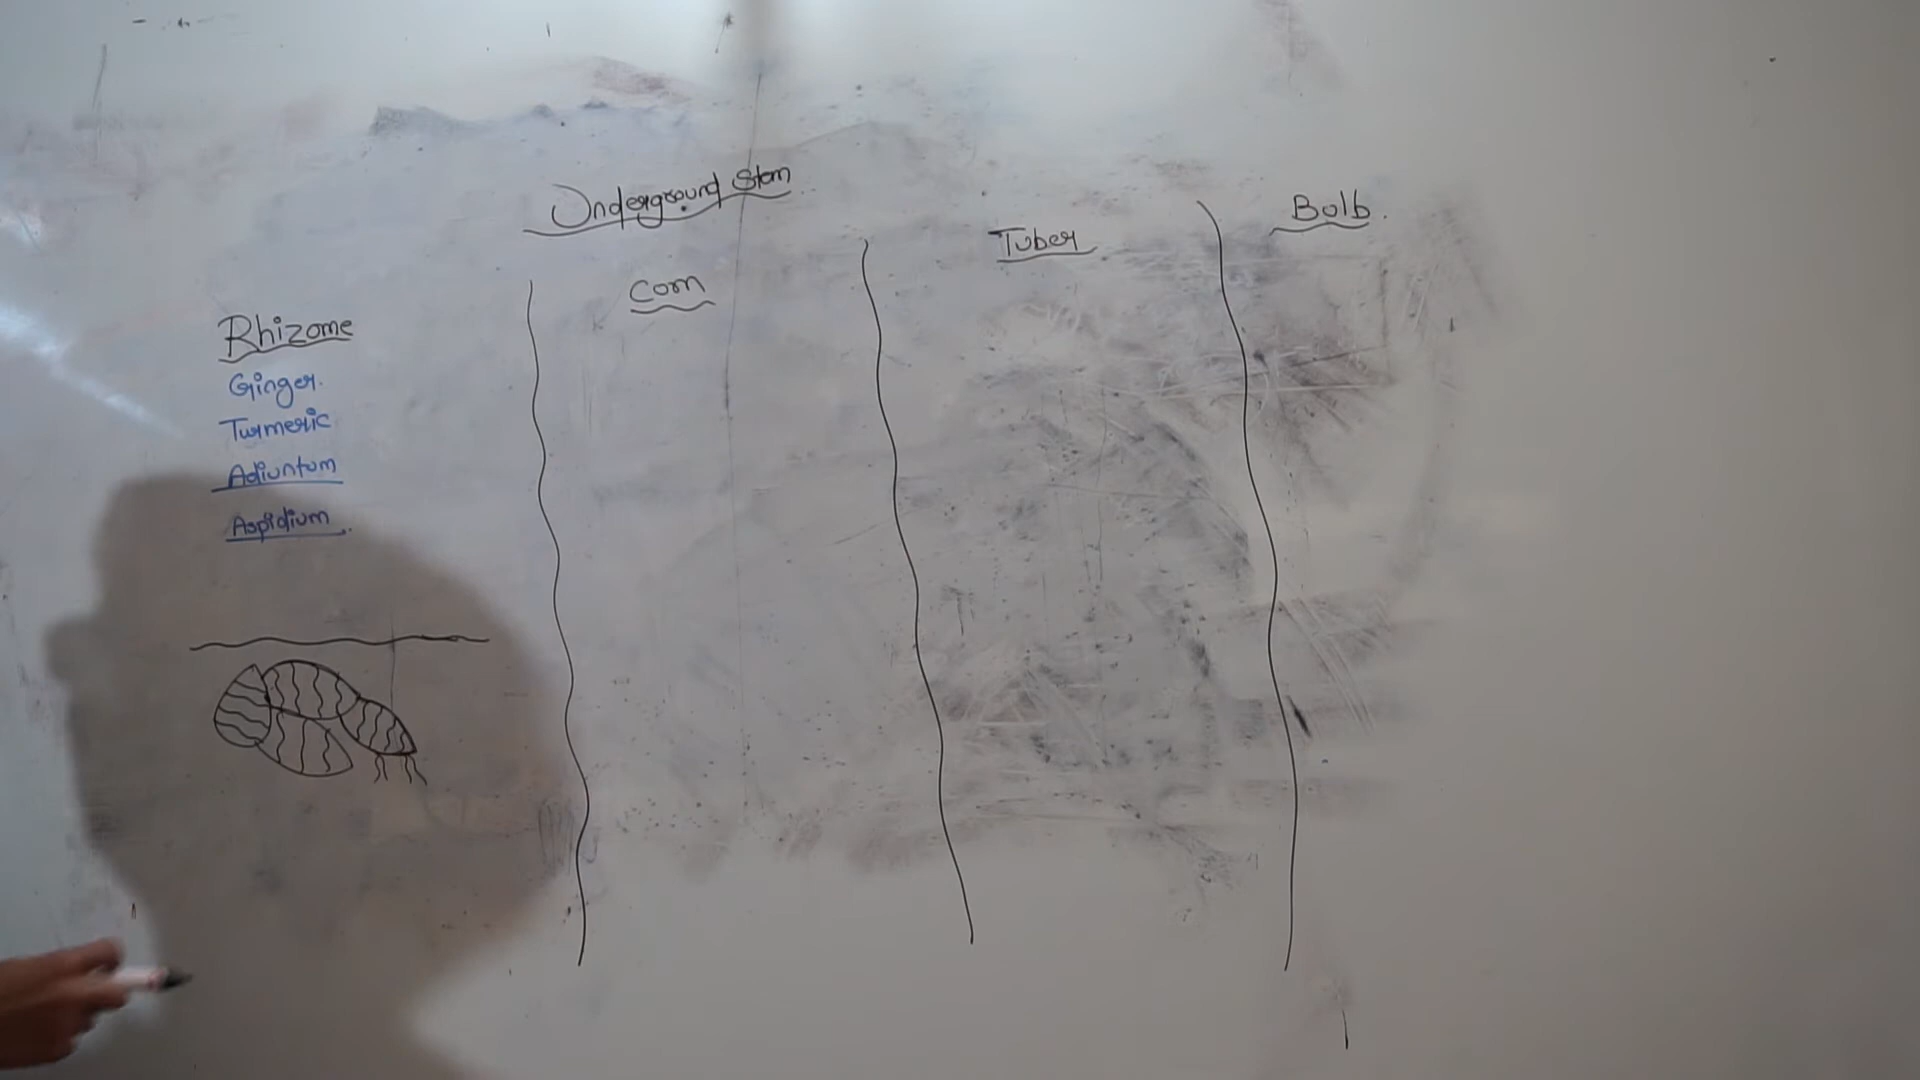 Underground Stem
Rhizome
Ginger.
Turmeric
Adiuntum
Aspidium.
Corm
Tuber
Bulb.